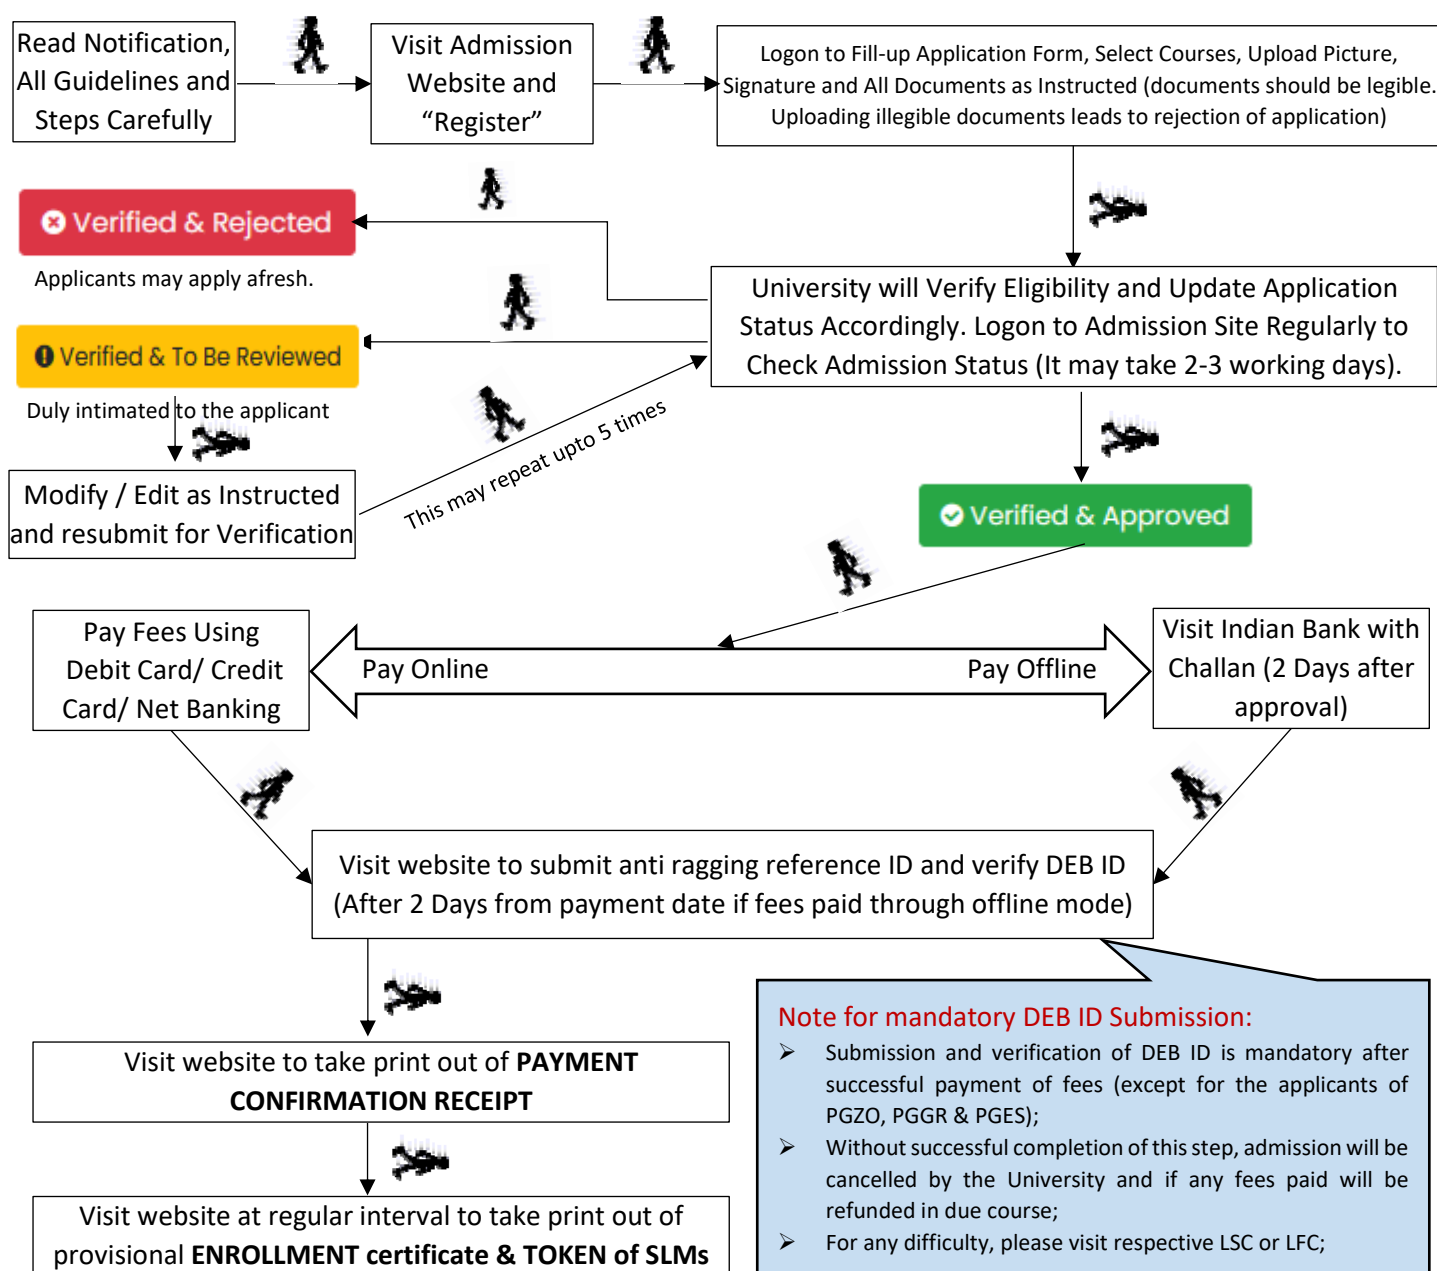 Read Notification,
All Guidelines and
Steps Carefully
Visit Admission
Website and
“Register”
Logon to Fill-up Application Form, Select Courses, Upload Picture,
Signature and All Documents as Instructed (documents should be legible.
Uploading illegible documents leads to rejection of application)
Verified & Rejected
Applicants may apply afresh.
University will Verify Eligibility and Update Application
Status Accordingly. Logon to Admission Site Regularly to
Check Admission Status (It may take 2-3 working days).
Verified & To Be Reviewed
Duly intimated to the applicant
Modify / Edit as Instructed
and resubmit for Verification
This may repeat upto 5 times
Verified & Approved
Pay Fees Using
Debit Card/ Credit
Card/ Net Banking
Pay Online
Pay Offline
Visit Indian Bank with
Challan (2 Days after
approval)
Visit website to submit anti ragging reference ID and verify DEB ID
(After 2 Days from payment date if fees paid through offline mode)
Visit website to take print out of PAYMENT
CONFIRMATION RECEIPT
Visit website at regular interval to take print out of
provisional ENROLLMENT certificate & TOKEN of SLMs
Note for mandatory DEB ID Submission:
➢ Submission and verification of DEB ID is mandatory after
successful payment of fees (except for the applicants of
PGZO, PGGR & PGES);
➢ Without successful completion of this step, admission will be
cancelled by the University and if any fees paid will be
refunded in due course;
➢ For any difficulty, please visit respective LSC or LFC;